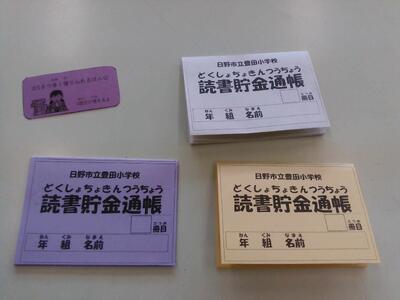 日野市立豊田小学校
どくしょちょきんつうちょう
読書貯金通帳
さつめ
冊目
ねん くみ なまえ
年 組 名前
日野市立豊田小学校
どくしょちょきんつうちょう
読書貯金通帳
さつめ
冊目
ねん くみ なまえ
年 組 名前
日野市立豊田小学校
どくしょちょきんつうちょう
読書貯金通帳
さつめ
冊目
ねん くみ なまえ
年 組 名前